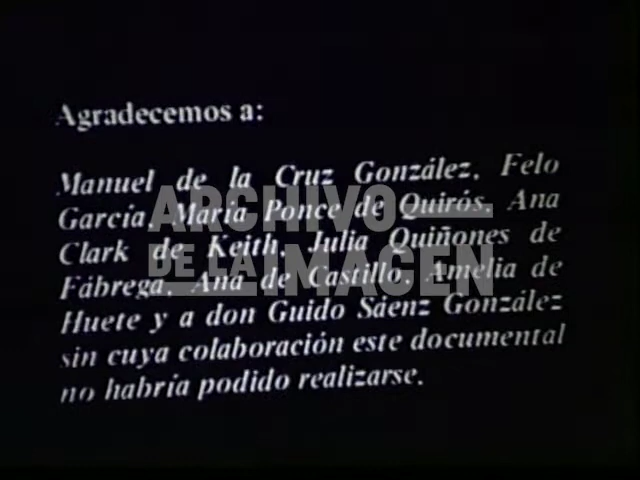 Agradecemos a:
Manuel de la Cruz González, Felo
García, María Ponce de Quirós, Ana
Clark de Keith, Julia Quiñones de
Fábrega, Ana de Castillo, Amelia de
Huete y a don Guido Sáenz González
sin cuya colaboración este documental
no habría podido realizarse.
ARCHIVO
DE LA IMAGEN